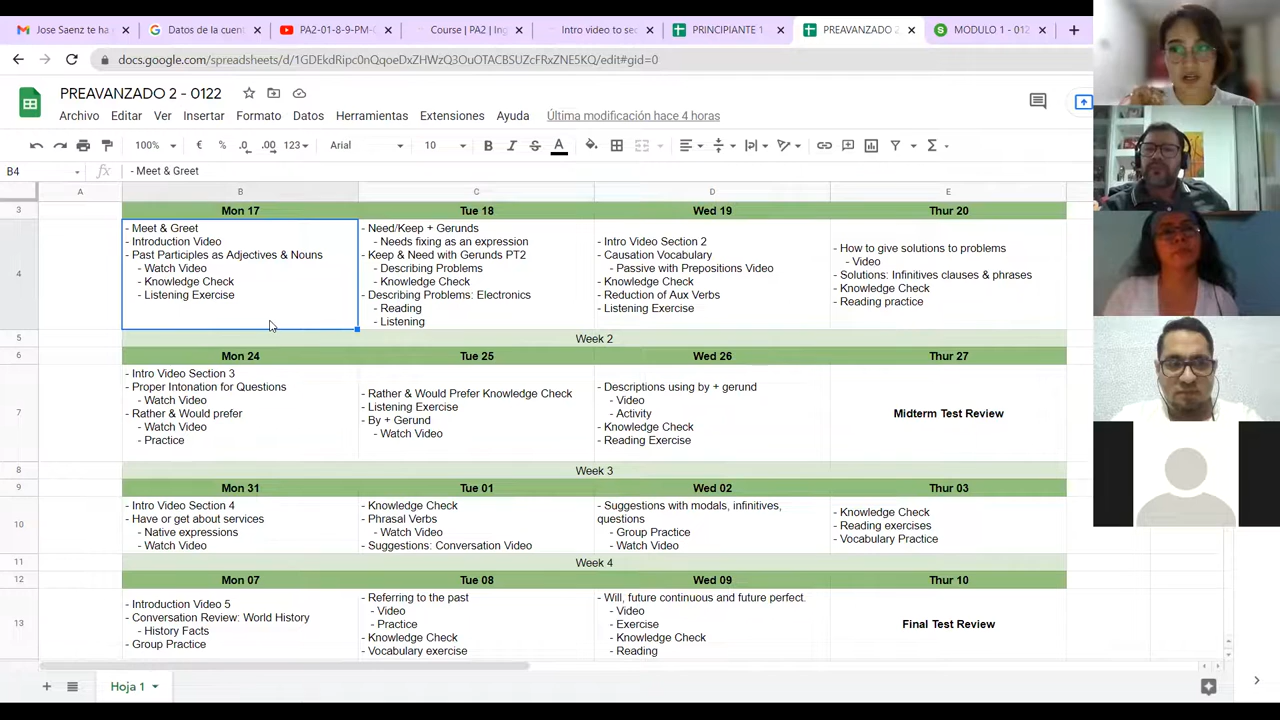 Jose Saenz te ha
Datos de la cuent
PA2-01-8-9-PM-
Course | PA2 | Ing
Intro video to sec
PRINCIPIANTE 1
PREAVANZADO 2
MODULO 1 - 012
docs.google.com/spreadsheets/d/1GDEkdRipc0nQqoeDxZHWzQ3OuOTACBSUZcFRxZNE5KQ/edit#gid=0
PREAVANZADO 2 - 0122
Archivo Editar Ver Insertar Formato Datos Herramientas Extensiones Ayuda Última modificación hace 4 horas
100% € % .0 .00 123 Arial 10 B I S A
B4 fx - Meet & Greet
A B C D E
3 Mon 17 Tue 18 Wed 19 Thur 20
4
- Meet & Greet
- Introduction Video
- Past Participles as Adjectives & Nouns
- Watch Video
- Knowledge Check
- Listening Exercise
- Need/Keep + Gerunds
- Needs fixing as an expression
- Keep & Need with Gerunds PT2
- Describing Problems
- Knowledge Check
- Describing Problems: Electronics
- Reading
- Listening
- Intro Video Section 2
- Causation Vocabulary
- Passive with Prepositions Video
- Knowledge Check
- Reduction of Aux Verbs
- Listening Exercise
- How to give solutions to problems
- Video
- Solutions: Infinitives clauses & phrases
- Knowledge Check
- Reading practice
5 Week 2
6 Mon 24 Tue 25 Wed 26 Thur 27
7
- Intro Video Section 3
- Proper Intonation for Questions
- Watch Video
- Rather & Would prefer
- Watch Video
- Practice
- Rather & Would Prefer Knowledge Check
- Listening Exercise
- By + Gerund
- Watch Video
- Descriptions using by + gerund
- Video
- Activity
- Knowledge Check
- Reading Exercise
Midterm Test Review
8 Week 3
9 Mon 31 Tue 01 Wed 02 Thur 03
10
- Intro Video Section 4
- Have or get about services
- Native expressions
- Watch Video
- Knowledge Check
- Phrasal Verbs
- Watch Video
- Suggestions: Conversation Video
- Suggestions with modals, infinitives,
questions
- Group Practice
- Watch Video
- Knowledge Check
- Reading exercises
- Vocabulary Practice
11 Week 4
12 Mon 07 Tue 08 Wed 09 Thur 10
13
- Introduction Video 5
- Conversation Review: World History
- History Facts
- Group Practice
- Referring to the past
- Video
- Practice
- Knowledge Check
- Vocabulary exercise
- Will, future continuous and future perfect.
- Video
- Exercise
- Knowledge Check
- Reading
Final Test Review
Hoja 1